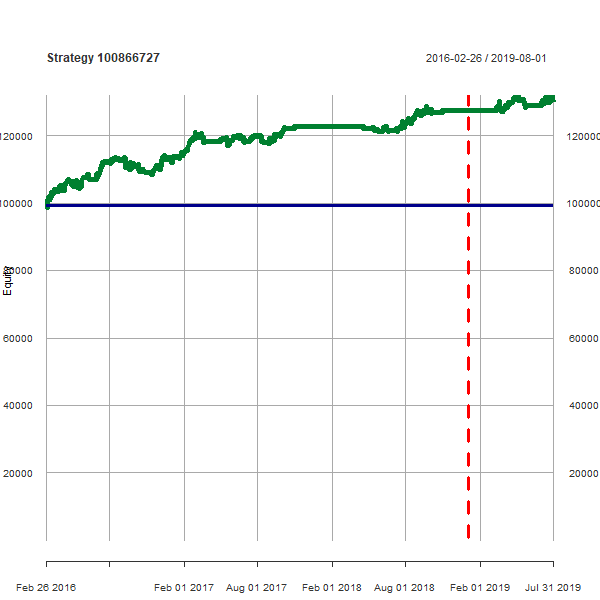 Strategy 100866727
2016-02-26 / 2019-08-01
120000
120000
100000
100000
80000
80000
Equity
60000
60000
40000
40000
20000
20000
Feb 26 2016
Feb 01 2017
Aug 01 2017
Feb 01 2018
Aug 01 2018
Feb 01 2019
Jul 31 2019